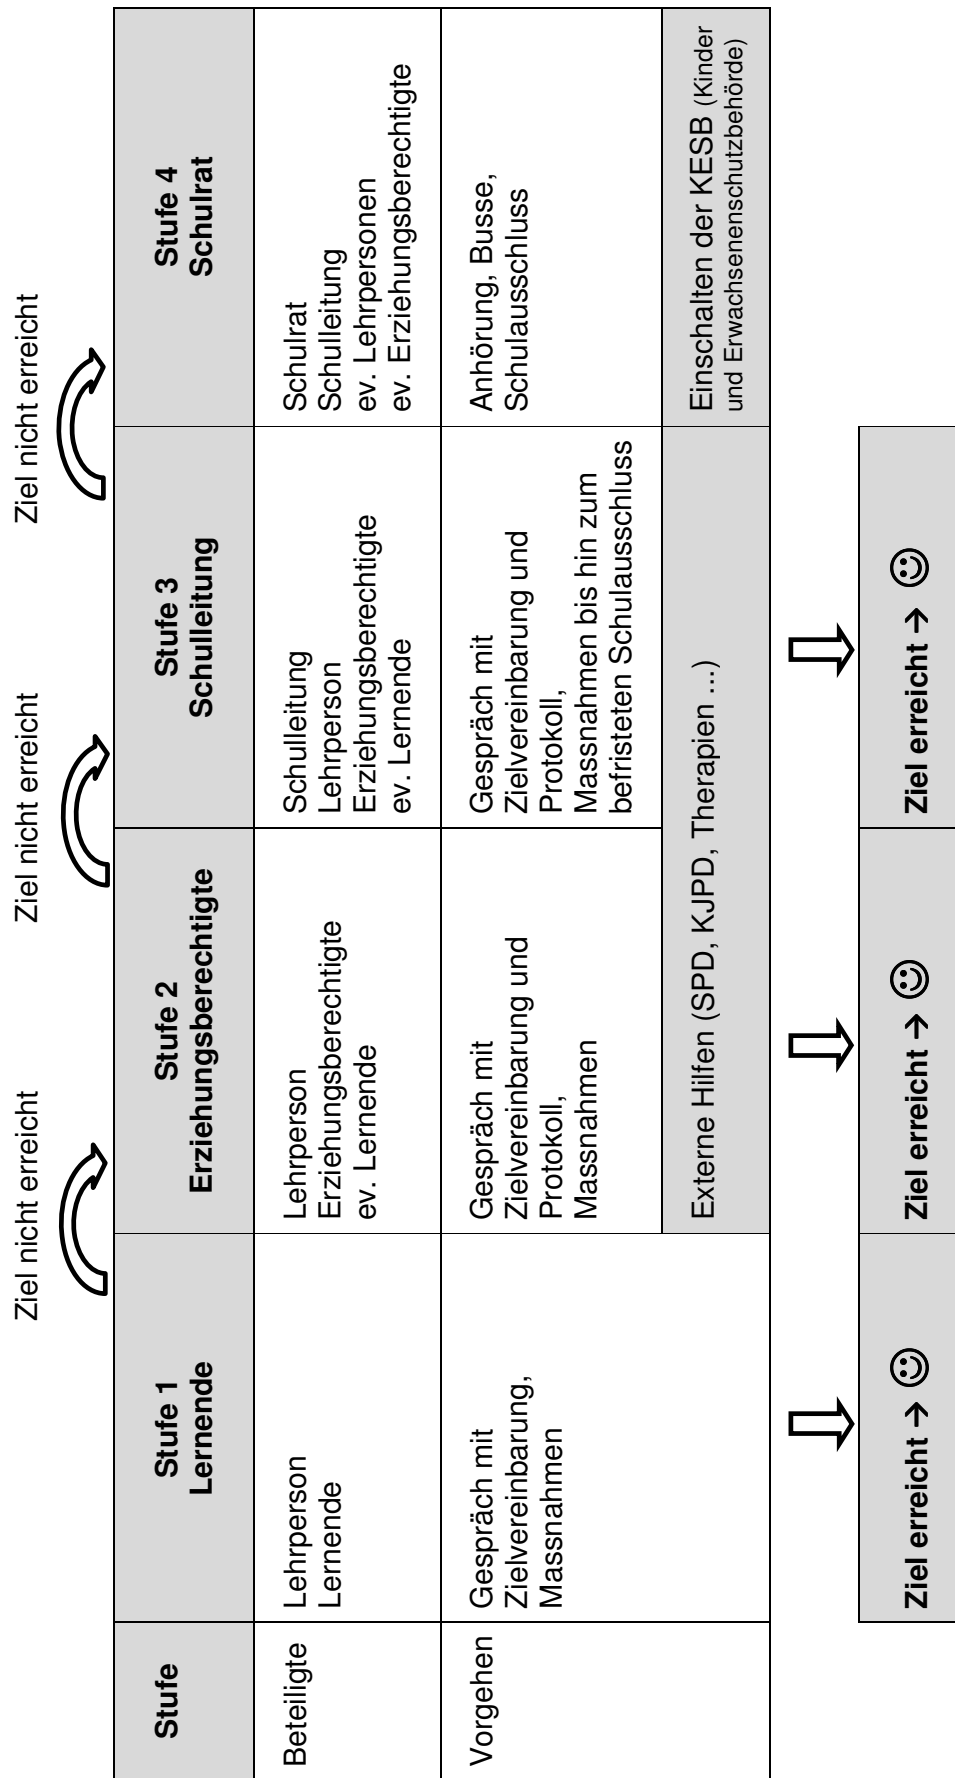 Ziel nicht erreicht
Ziel nicht erreicht
Ziel nicht erreicht
Stufe
Stufe 1
Lernende
Stufe 2
Erziehungsberechtigte
Stufe 3
Schulleitung
Stufe 4
Schulrat
Beteiligte
Lehrperson
Lernende
Lehrperson
Erziehungsberechtigte
ev. Lernende
Schulleitung
Lehrperson
Erziehungsberechtigte
ev. Lernende
Schulrat
Schulleitung
ev. Lehrpersonen
ev. Erziehungsberechtigte
Vorgehen
Gespräch mit
Zielvereinbarung,
Massnahmen
Gespräch mit
Zielvereinbarung und
Protokoll,
Massnahmen
Gespräch mit
Zielvereinbarung und
Protokoll,
Massnahmen bis hin zum
befristeten Schulausschluss
Anhörung, Busse,
Schulausschluss
Externe Hilfen (SPD, KJPD, Therapien ...)
Einschalten der KESB (Kinder
und Erwachsenenschutzbehörde)
Ziel erreicht → ☺
Ziel erreicht → ☺
Ziel erreicht → ☺